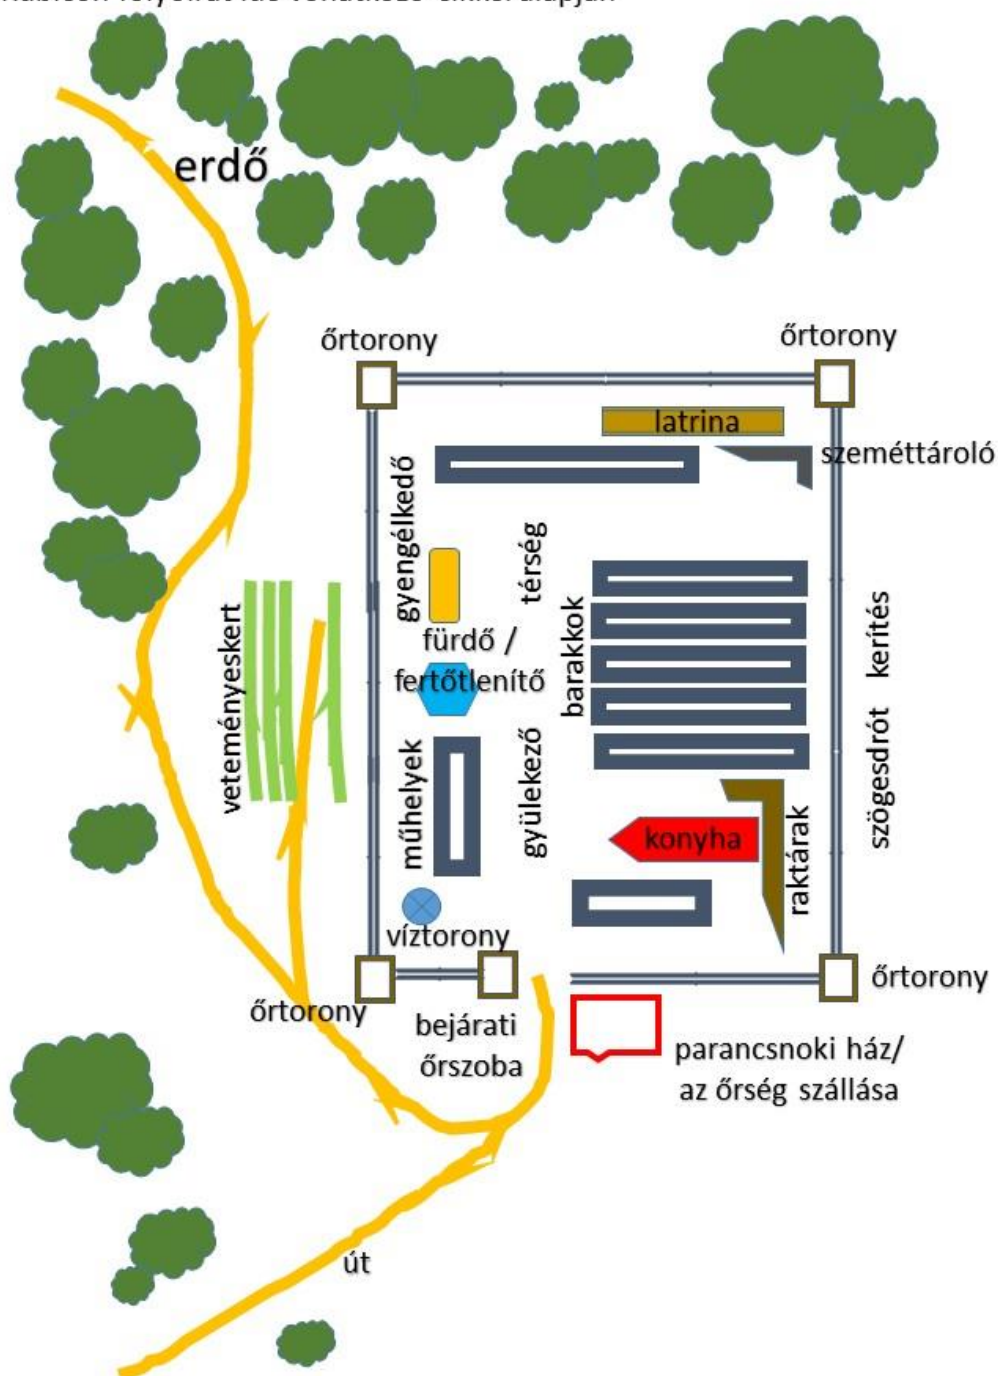 erdő
őrtorony
őrtorony
latrina
szeméttároló
gyengélkedő
térség
fürdő /
fertőtlenítő
barakkok
szögesdrót kerítés
veteményeskert
műhelyek
gyülekező
konyha
raktárak
víztorony
őrtorony
őrtorony
bejárati
őrszoba
parancsnoki ház/
az őrség szállása
út